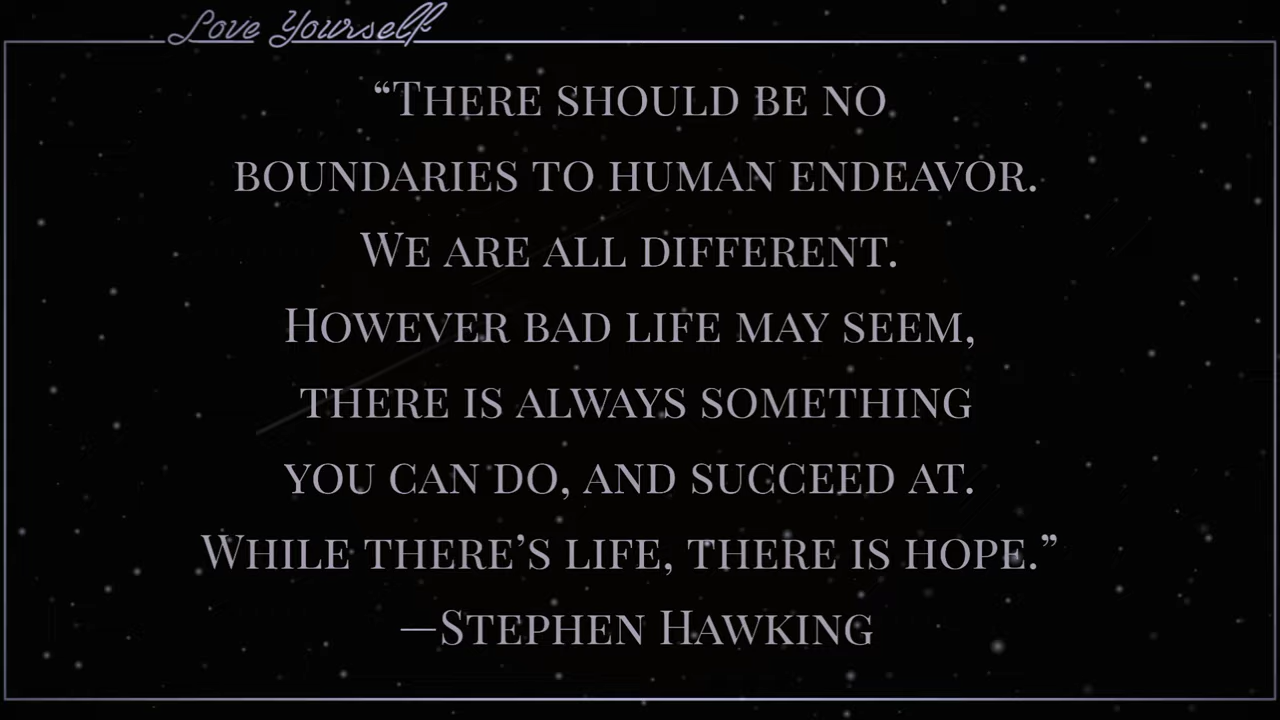 Love Yourself
“There should be no
boundaries to human endeavor.
We are all different.
However bad life may seem,
there is always something
you can do, and succeed at.
While there’s life, there is hope.”
—Stephen Hawking